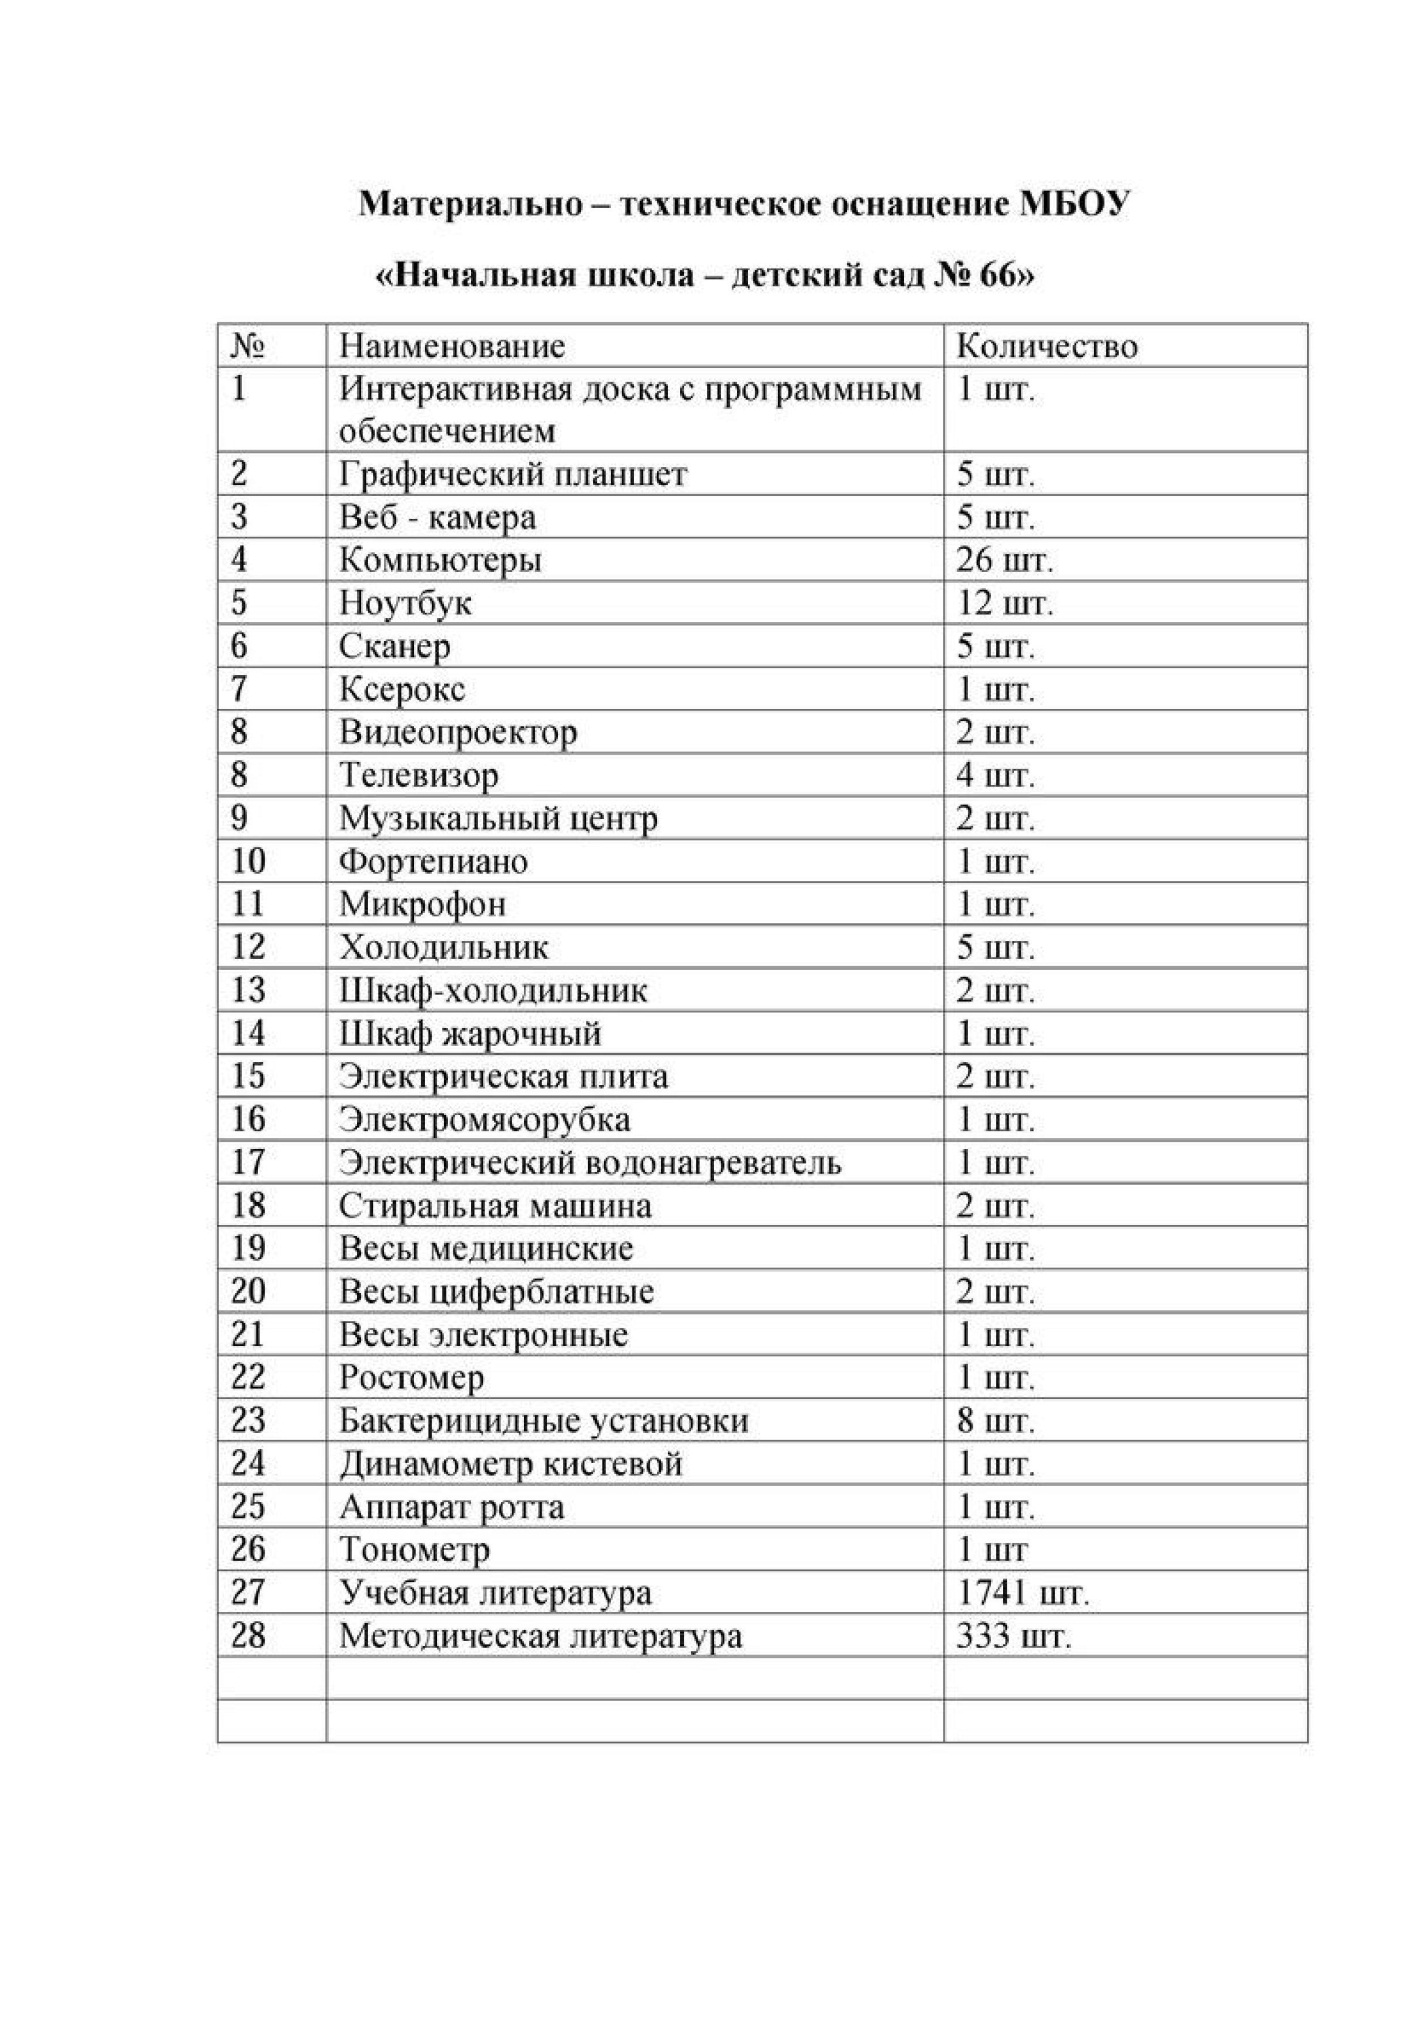 Материально – техническое оснащение МБОУ
«Начальная школа – детский сад № 66»
№ Наименование Количество
1 Интерактивная доска с программным 1 шт.
обеспечением
2 Графический планшет 5 шт.
3 Веб - камера 5 шт.
4 Компьютеры 26 шт.
5 Ноутбук 12 шт.
6 Сканер 5 шт.
7 Ксерокс 1 шт.
8 Видеопроектор 2 шт.
8 Телевизор 4 шт.
9 Музыкальный центр 2 шт.
10 Фортепиано 1 шт.
11 Микрофон 1 шт.
12 Холодильник 5 шт.
13 Шкаф-холодильник 2 шт.
14 Шкаф жарочный 1 шт.
15 Электрическая плита 2 шт.
16 Электромясорубка 1 шт.
17 Электрический водонагреватель 1 шт.
18 Стиральная машина 2 шт.
19 Весы медицинские 1 шт.
20 Весы циферблатные 2 шт.
21 Весы электронные 1 шт.
22 Ростомер 1 шт.
23 Бактерицидные установки 8 шт.
24 Динамометр кистевой 1 шт.
25 Аппарат ротта 1 шт.
26 Тонометр 1 шт
27 Учебная литература 1741 шт.
28 Методическая литература 333 шт.